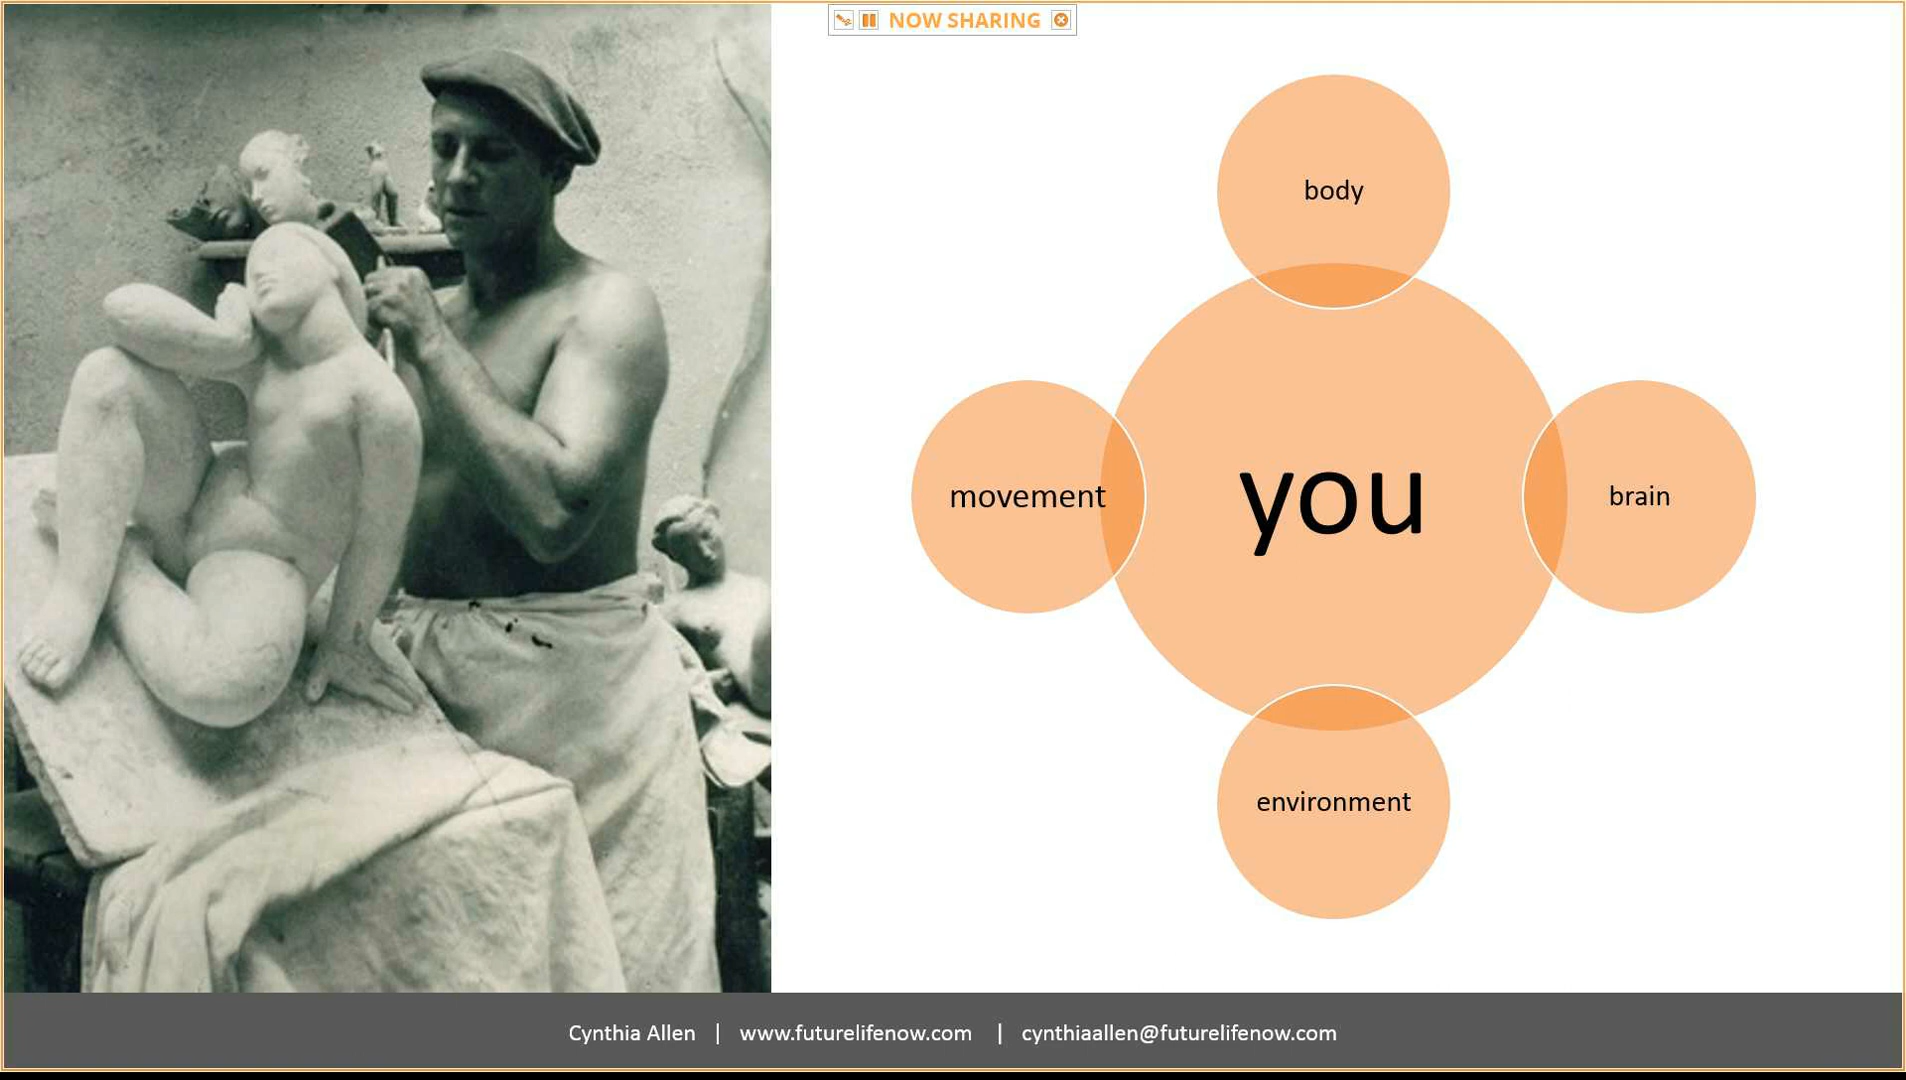 NOW SHARING
body
movement
you
brain
environment
Cynthia Allen | www.futurelifenow.com | cynthiaallen@futurelifenow.com